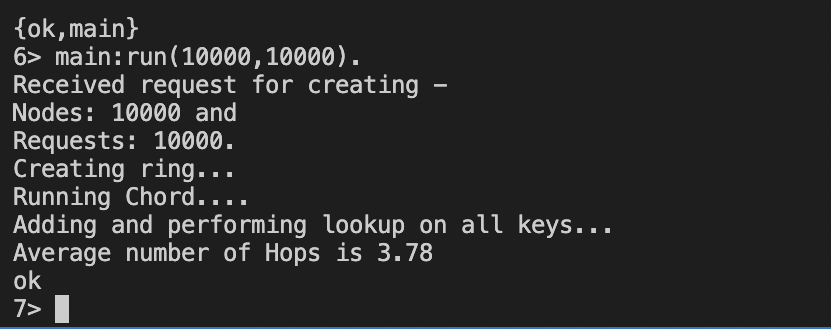 {ok,main}
6> main:run(10000,10000).
Received request for creating –
Nodes: 10000 and
Requests: 10000.
Creating ring...
Running Chord....
Adding and performing lookup on all keys...
Average number of Hops is 3.78
ok
7>